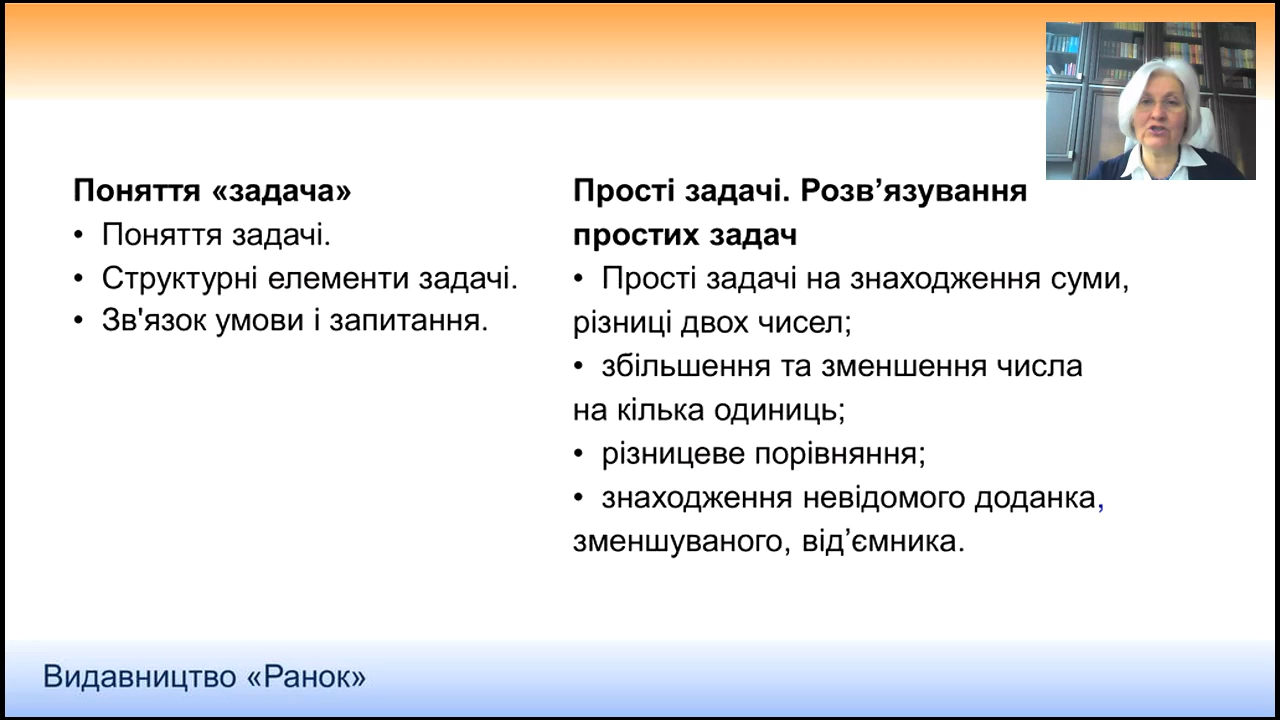 Поняття «задача»
• Поняття задачі.
• Структурні елементи задачі.
• Зв'язок умови і запитання.
Прості задачі. Розв’язування
простих задач
• Прості задачі на знаходження суми,
різниці двох чисел;
• збільшення та зменшення числа
на кілька одиниць;
• різницеве порівняння;
• знаходження невідомого доданка,
зменшуваного, від’ємника.
Видавництво «Ранок»